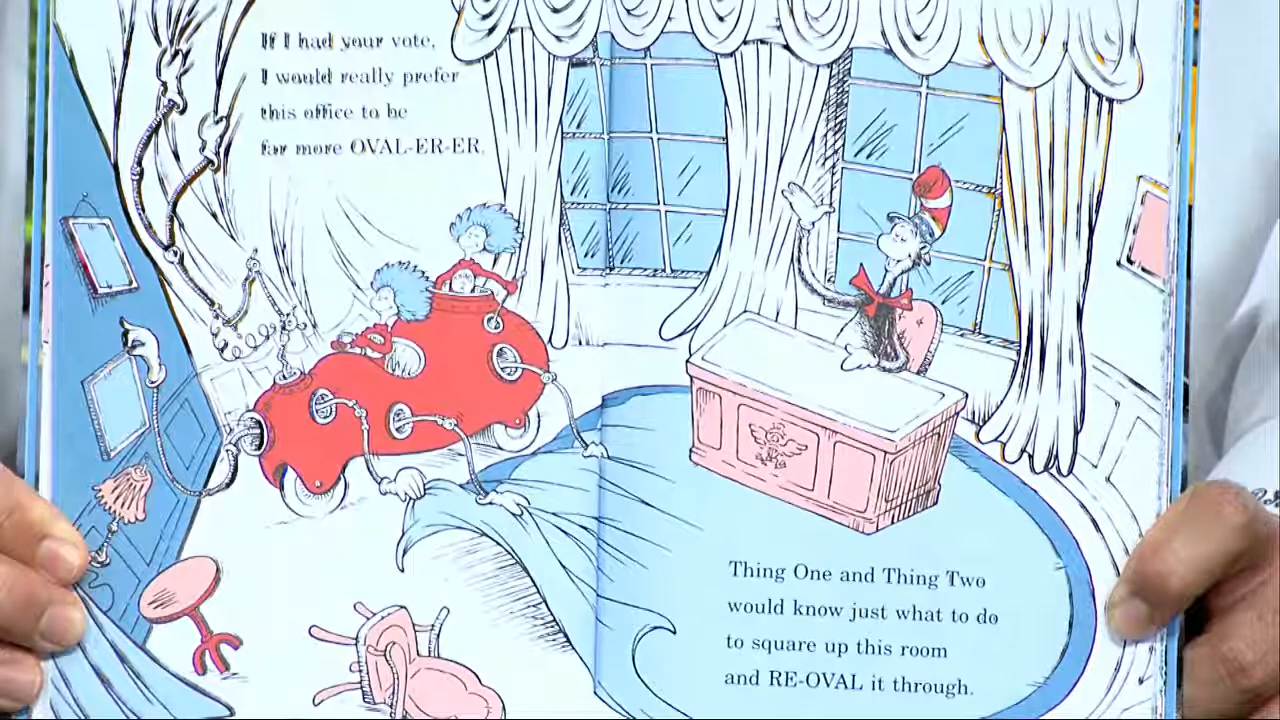 If I had your vote,
I would really prefer
this office to be
far more OVAL-ER-ER.
Thing One and Thing Two
would know just what to do
to square up this room
and RE-OVAL it through.